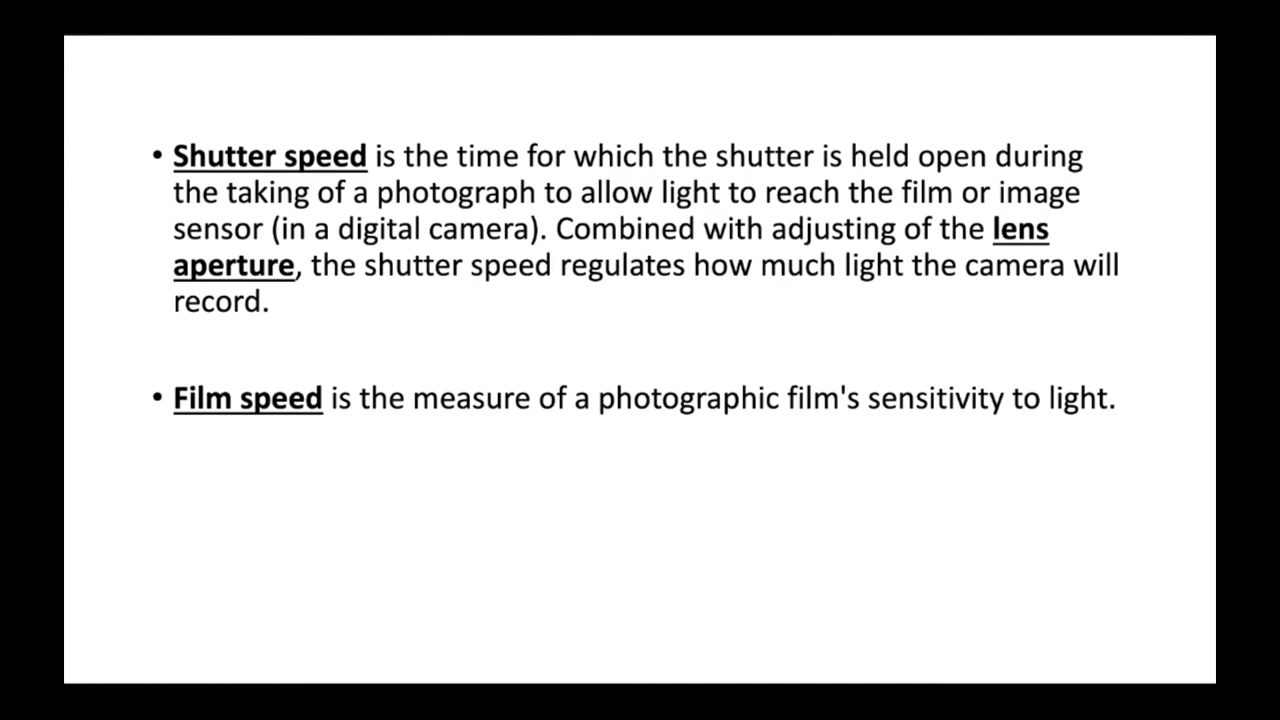 • Shutter speed is the time for which the shutter is held open during
the taking of a photograph to allow light to reach the film or image
sensor (in a digital camera). Combined with adjusting of the lens
aperture, the shutter speed regulates how much light the camera will
record.
• Film speed is the measure of a photographic film's sensitivity to light.